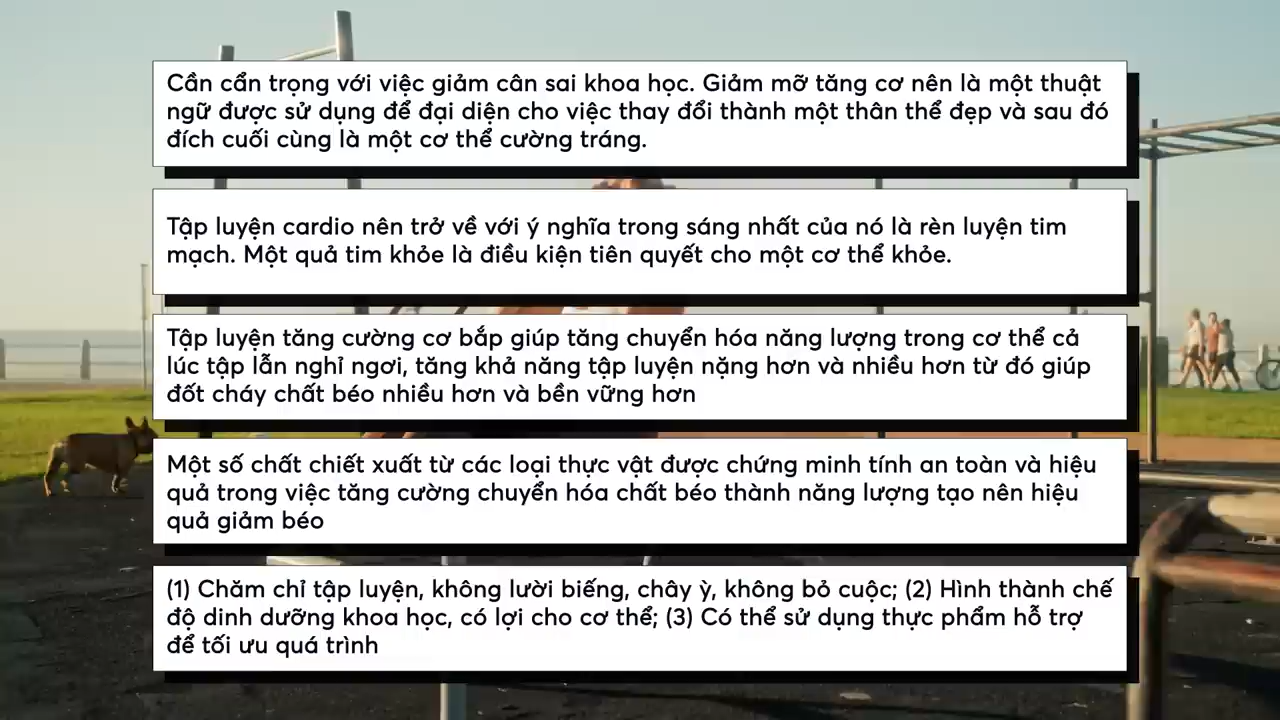 Cần cẩn trọng với việc giảm cân sai khoa học. Giảm mỡ tăng cơ nên là một thuật
ngữ được sử dụng để đại diện cho việc thay đổi thành một thân thể đẹp và sau đó
đích cuối cùng là một cơ thể cường tráng.
Tập luyện cardio nên trở về với ý nghĩa trong sáng nhất của nó là rèn luyện tim
mạch. Một quả tim khỏe là điều kiện tiên quyết cho một cơ thể khỏe.
Tập luyện tăng cường cơ bắp giúp tăng chuyển hóa năng lượng trong cơ thể cả
lúc tập lẫn nghỉ ngơi, tăng khả năng tập luyện nặng hơn và nhiều hơn từ đó giúp
đốt cháy chất béo nhiều hơn và bền vững hơn
Một số chất chiết xuất từ các loại thực vật được chứng minh tính an toàn và hiệu
quả trong việc tăng cường chuyển hóa chất béo thành năng lượng tạo nên hiệu
quả giảm béo
(1) Chăm chỉ tập luyện, không lười biếng, chây ỳ, không bỏ cuộc; (2) Hình thành chế
độ dinh dưỡng khoa học, có lợi cho cơ thể; (3) Có thể sử dụng thực phẩm hỗ trợ
để tối ưu quá trình